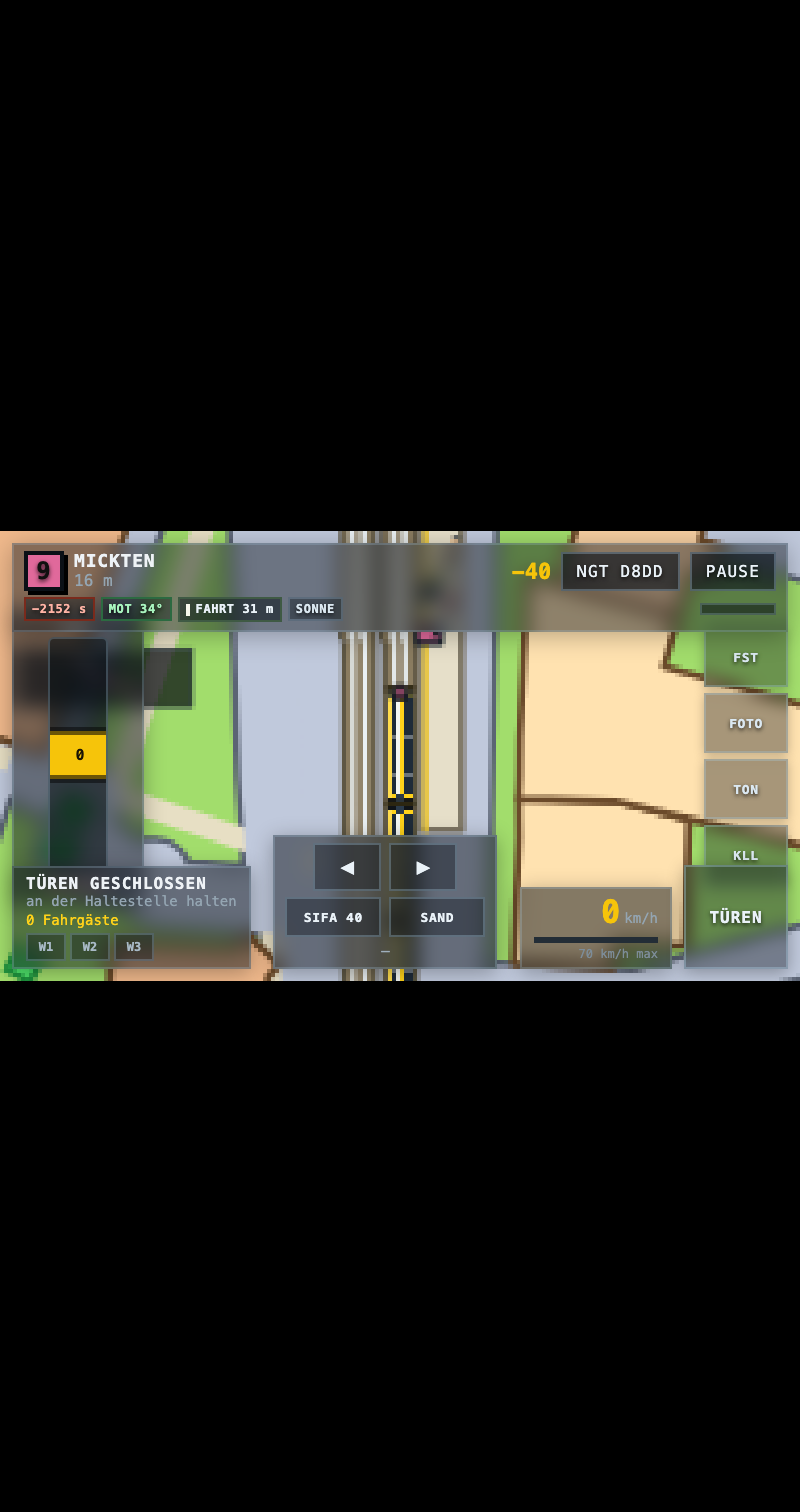 9 MICKTEN
16 m
−40 NGT D8DD PAUSE
−2152 s MOT 34° FAHRT 31 m SONNE
FST
FOTO
0
TON
KLL
◀ ▶
TÜREN GESCHLOSSEN
an der Haltestelle halten
0 Fahrgäste
W1 W2 W3
SIFA 40 SAND
—
0 km/h
70 km/h max
TÜREN